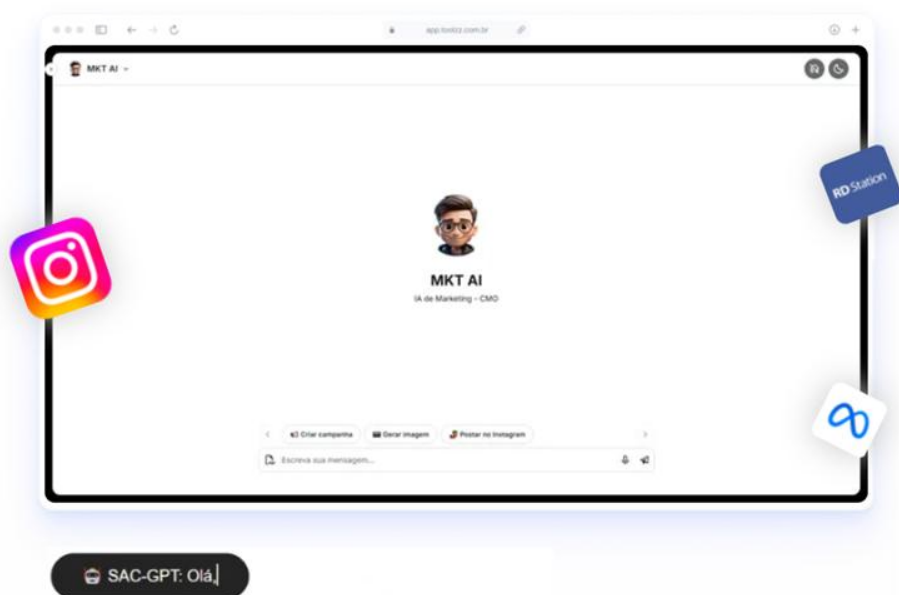 app.toolzz.com.br
MKT AI
RD Station
MKT AI
IA de Marketing - CMO
Criar campanha
Gerar imagem
Postar no Instagram
Escreva sua mensagem...
SAC-GPT: Olá,